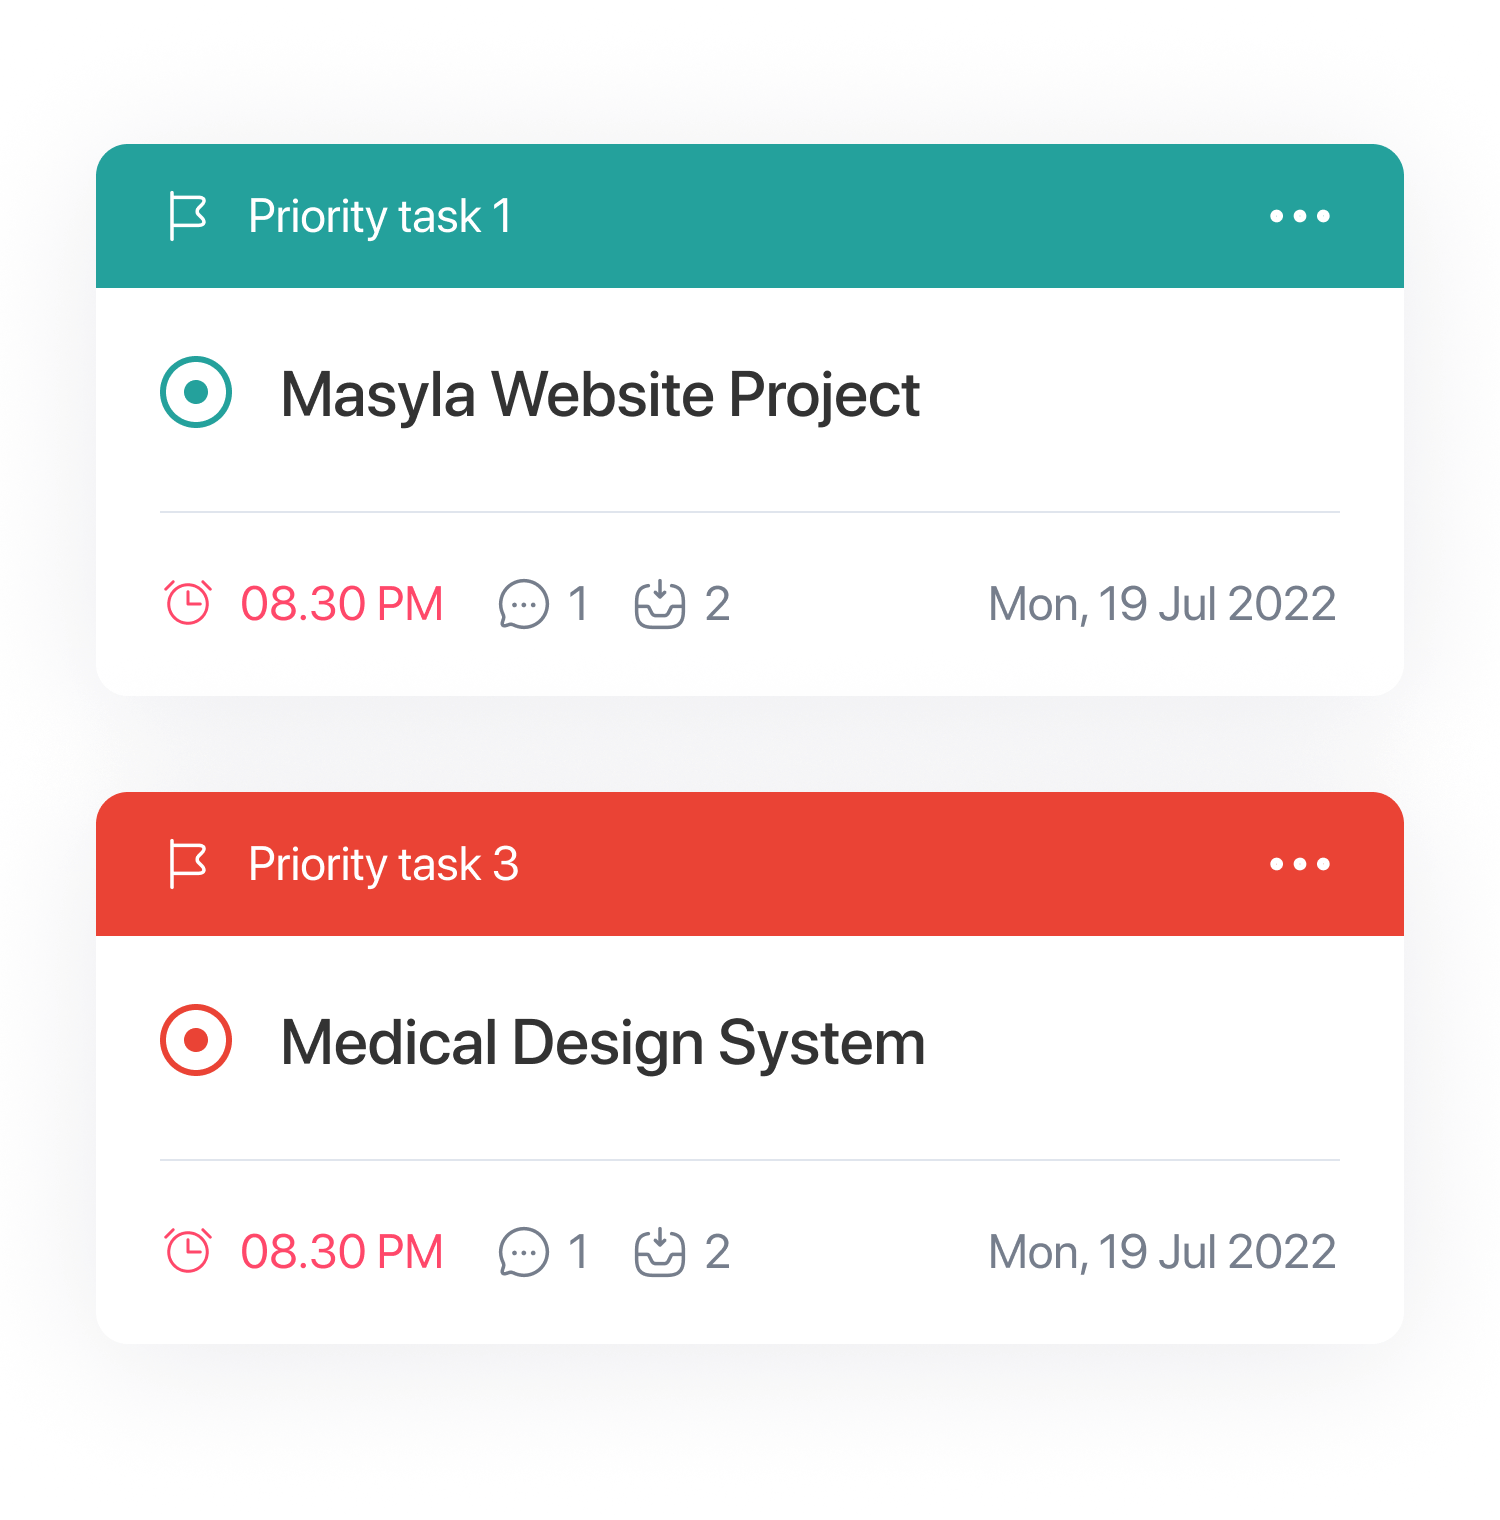 Priority task 1
Masyla Website Project
08.30 PM 1 2 Mon, 19 Jul 2022
Priority task 3
Medical Design System
08.30 PM 1 2 Mon, 19 Jul 2022